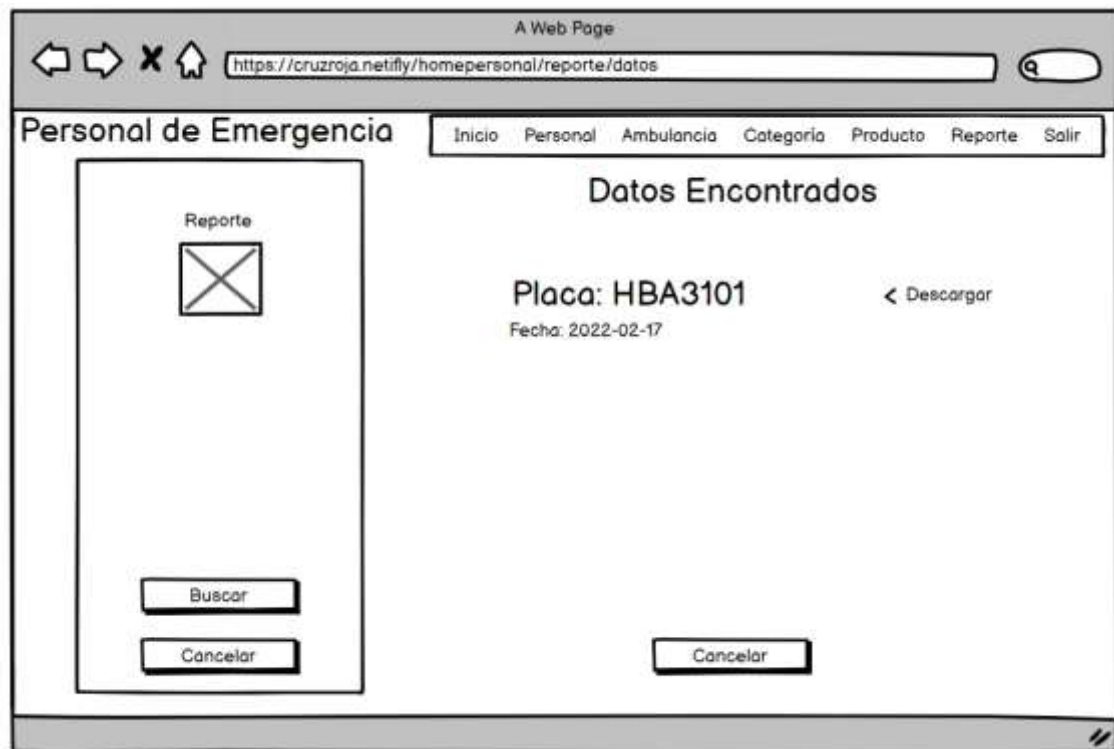 A Web Page
https://cruzroja.netifly/homepersonal/reporte/datos
Personal de Emergencia
Inicio Personal Ambulancia Categoría Producto Reporte Salir
Reporte
Buscar
Cancelar
Datos Encontrados
Placa: HBA3101
Descargar
Fecha: 2022-02-17
Cancelar